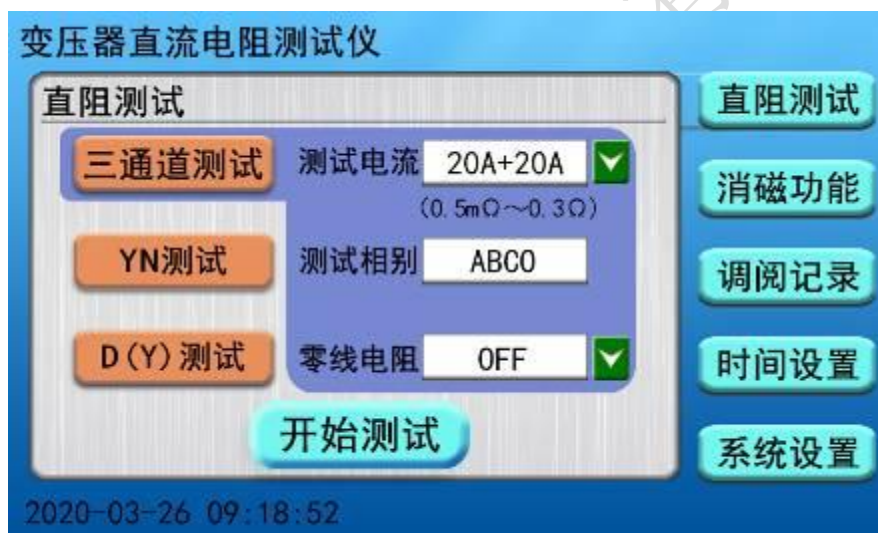 变压器直流电阻测试仪
直阻测试
三通道测试
测试电流 20A+20A
(0.5mΩ～0.3Ω)
YN测试
测试相别 ABCO
D(Y)测试
零线电阻 OFF
开始测试
直阻测试
消磁功能
调阅记录
时间设置
系统设置
2020-03-26 09:18:52